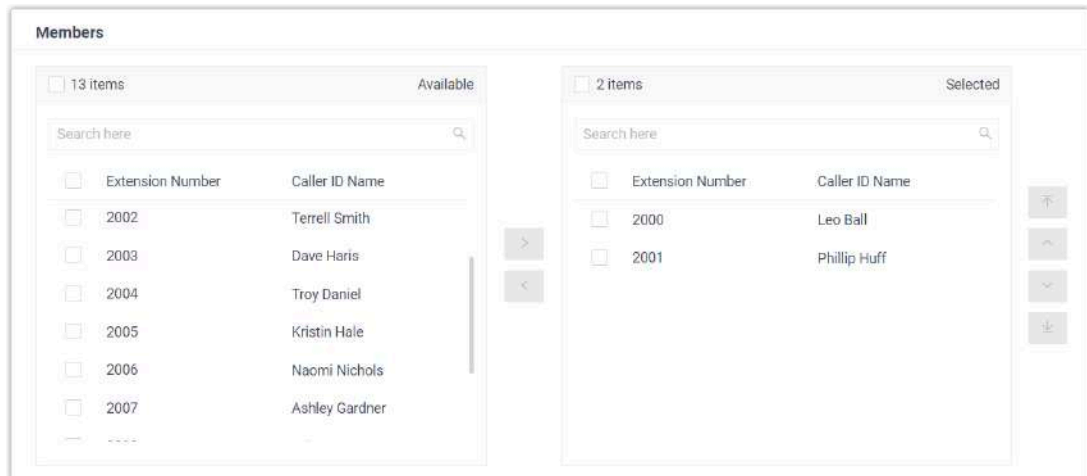 Members
13 items Available
Search here
Extension Number Caller ID Name
2002 Terrell Smith
2003 Dave Haris
2004 Troy Daniel
2005 Kristin Hale
2006 Naomi Nichols
2007 Ashley Gardner
2 items Selected
Search here
Extension Number Caller ID Name
2000 Leo Ball
2001 Phillip Huff